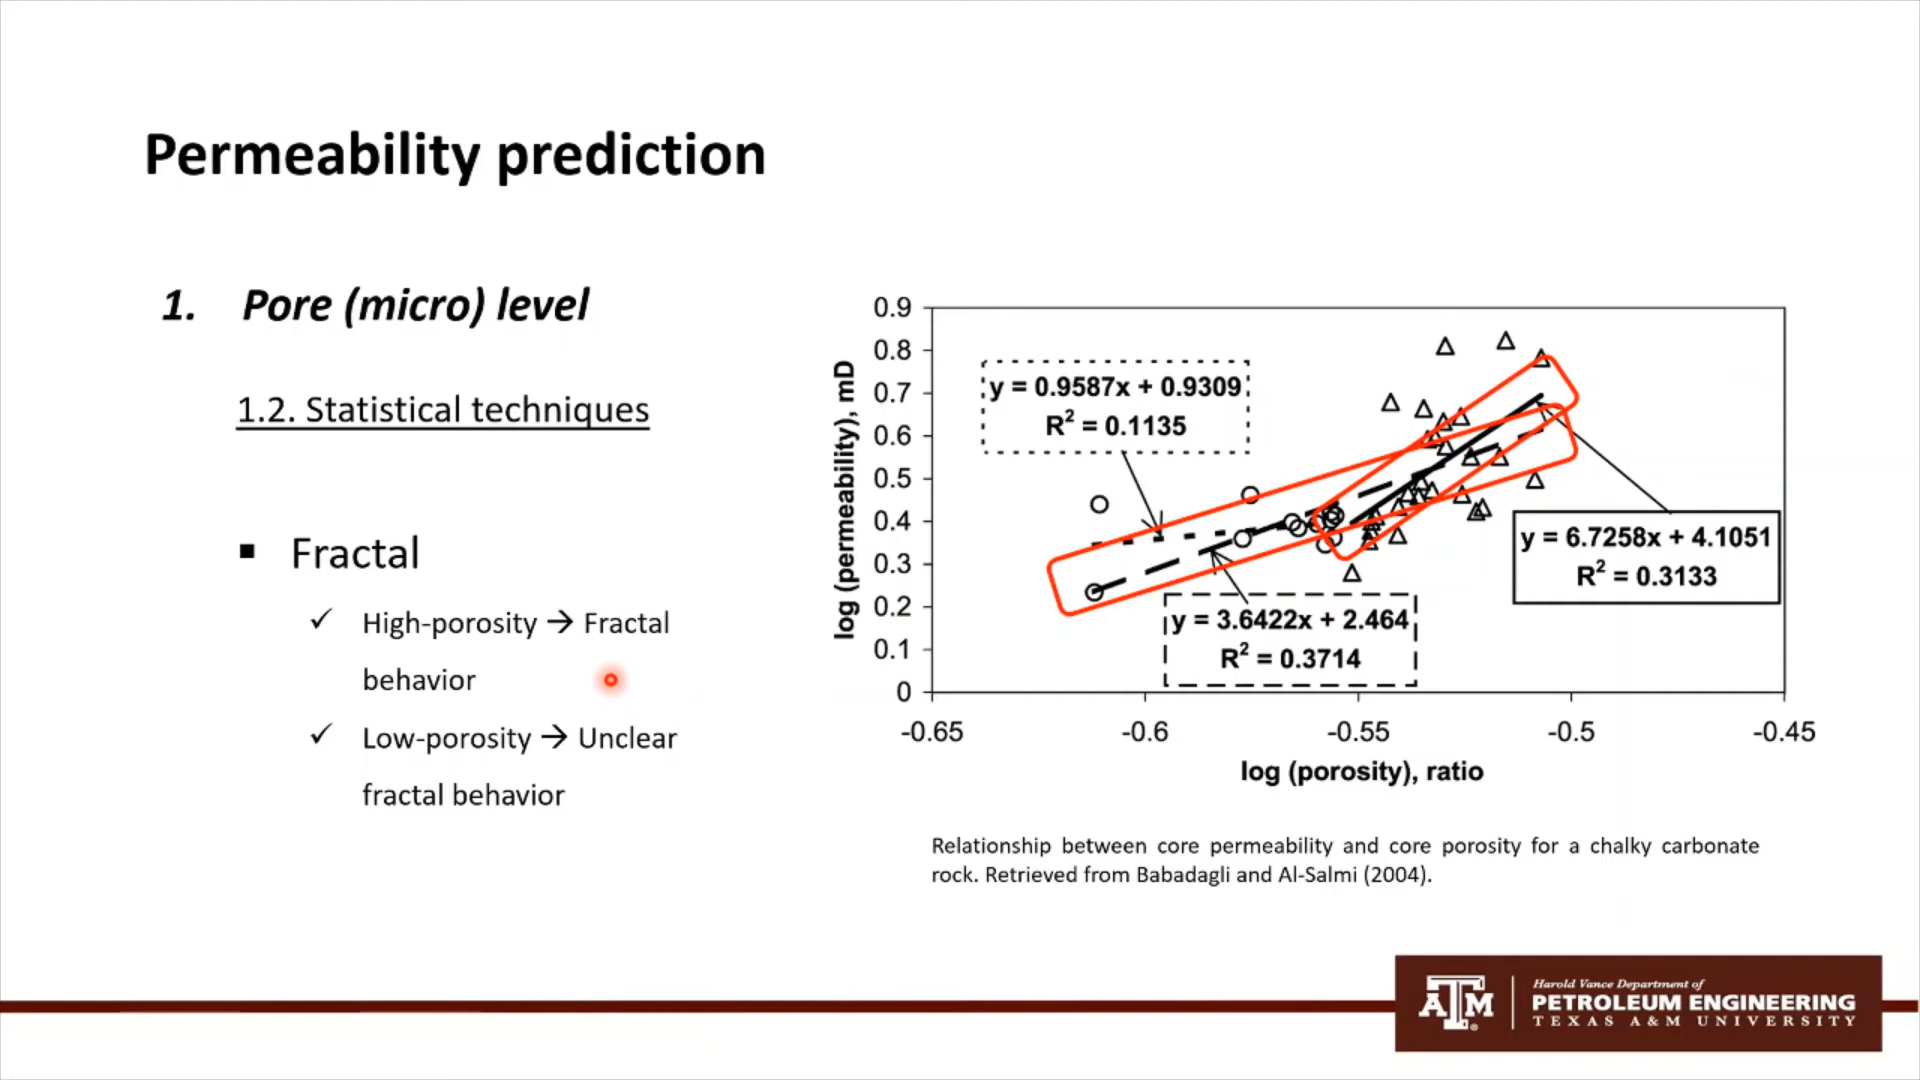 Permeability prediction
1. Pore (micro) level
1.2. Statistical techniques
▪ Fractal
✓ High-porosity → Fractal
behavior
✓ Low-porosity → Unclear
fractal behavior
log (permeability), mD
0.9
0.8
0.7
0.6
0.5
0.4
0.3
0.2
0.1
0
y = 0.9587x + 0.9309
R² = 0.1135
y = 6.7258x + 4.1051
R² = 0.3133
y = 3.6422x + 2.464
R² = 0.3714
-0.65 -0.6 -0.55 -0.5 -0.45
log (porosity), ratio
Relationship between core permeability and core porosity for a chalky carbonate
rock. Retrieved from Babadagli and Al-Salmi (2004).
ATM
Harold Vance Department of
PETROLEUM ENGINEERING
TEXAS A&M UNIVERSITY